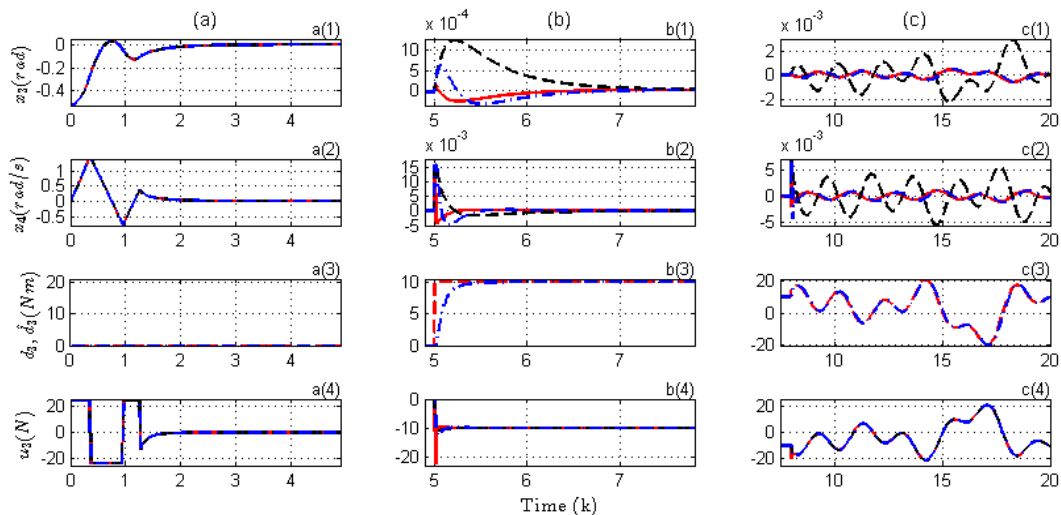 (a) (b) (c)
x 10⁻⁴ x 10⁻³
a(1) b(1) c(1)
x₃(rad)
0
-0.2
-0.4
0 1 2 3 4
10
5
0
5 6 7
2
0
-2
10 15 20
x 10⁻³ x 10⁻³
a(2) b(2) c(2)
x₄(rad/s)
1
0.5
0
-0.5
0 1 2 3 4
15
10
5
0
-5
5 6 7
5
0
-5
10 15 20
a(3) b(3) c(3)
d₃, d̂₃(Nm)
20
10
0
0 1 2 3 4
10
5
0
5 6 7
20
0
-20
10 15 20
a(4) b(4) c(4)
u₃(N)
20
0
-20
0 1 2 3 4
0
-10
-20
5 6 7
20
0
-20
10 15 20
Time (k)